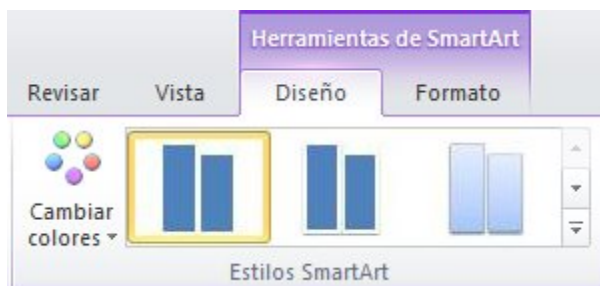 Herramientas de SmartArt
Revisar Vista Diseño Formato
Cambiar
colores
Estilos SmartArt